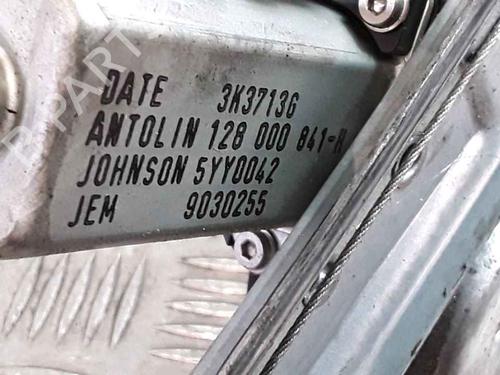 DATE 3K3713G
ANTOLIN 128 000 841-H
JOHNSON 5YY0042
JEM 9030255